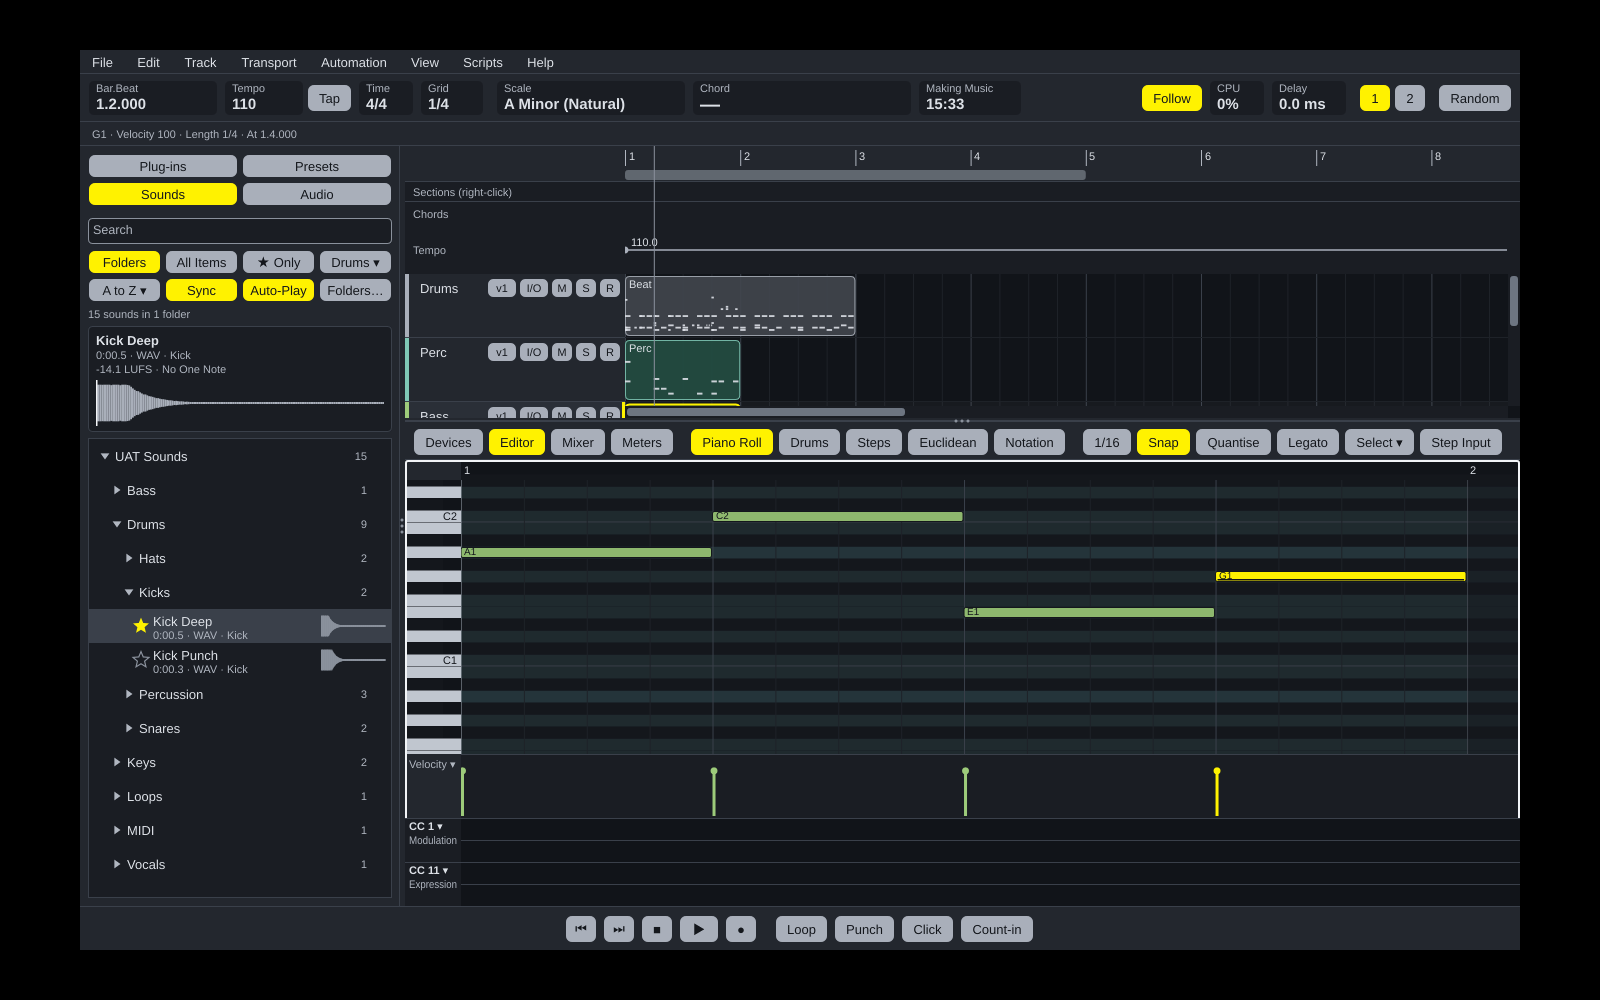 File Edit Track Transport Automation View Scripts Help
Bar.Beat Tempo Time Grid Scale Chord Making Music CPU Delay
1.2.000 110 Tap 4/4 1/4 A Minor (Natural) — 15:33 Follow 0% 0.0 ms 1 2 Random
G1 · Velocity 100 · Length 1/4 · At 1.4.000
Plug-ins Presets
Sounds Audio
Search
Folders All Items ★ Only Drums ▾
A to Z ▾ Sync Auto-Play Folders…
15 sounds in 1 folder
Kick Deep
0:00.5 · WAV · Kick
-14.1 LUFS · No One Note
UAT Sounds 15
Bass 1
Drums 9
Hats 2
Kicks 2
Kick Deep
0:00.5 · WAV · Kick
Kick Punch
0:00.3 · WAV · Kick
Percussion 3
Snares 2
Keys 2
Loops 1
MIDI 1
Vocals 1
1 2 3 4 5 6 7 8
Sections (right-click)
Chords
Tempo 110.0
Drums v1 I/O M S R Beat
Perc v1 I/O M S R Perc
Bass v1 I/O M S R
Devices Editor Mixer Meters Piano Roll Drums Steps Euclidean Notation 1/16 Snap Quantise Legato Select ▾ Step Input
1 2
C2 C2
A1
G1
E1
C1
Velocity ▾
CC 1 ▾
Modulation
CC 11 ▾
Expression
Loop Punch Click Count-in